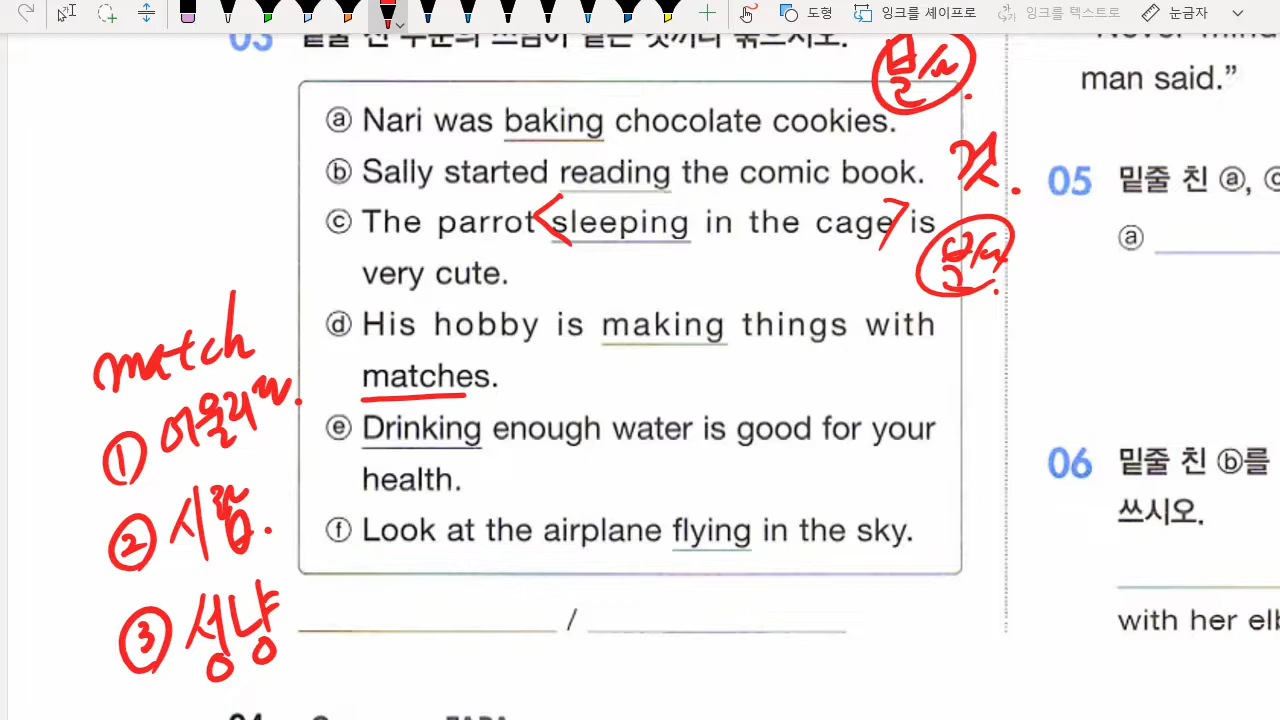 도형
잉크를 셰이프로
잉크를 텍스트로
눈금자
03 밑줄 친 부분의 쓰임이 같은 것끼리 묶으시오.
ⓐ Nari was baking chocolate cookies.
ⓑ Sally started reading the comic book.
것.
ⓒ The parrot < sleeping in the cage > is
very cute.
ⓓ His hobby is making things with
matches.
ⓔ Drinking enough water is good for your
health.
ⓕ Look at the airplane flying in the sky.
/
match
① 어울리다.
② 시합.
③ 성냥
man said.”
05 밑줄 친 ⓐ,
ⓐ
06 밑줄 친 ⓑ를
쓰시오.
with her
04